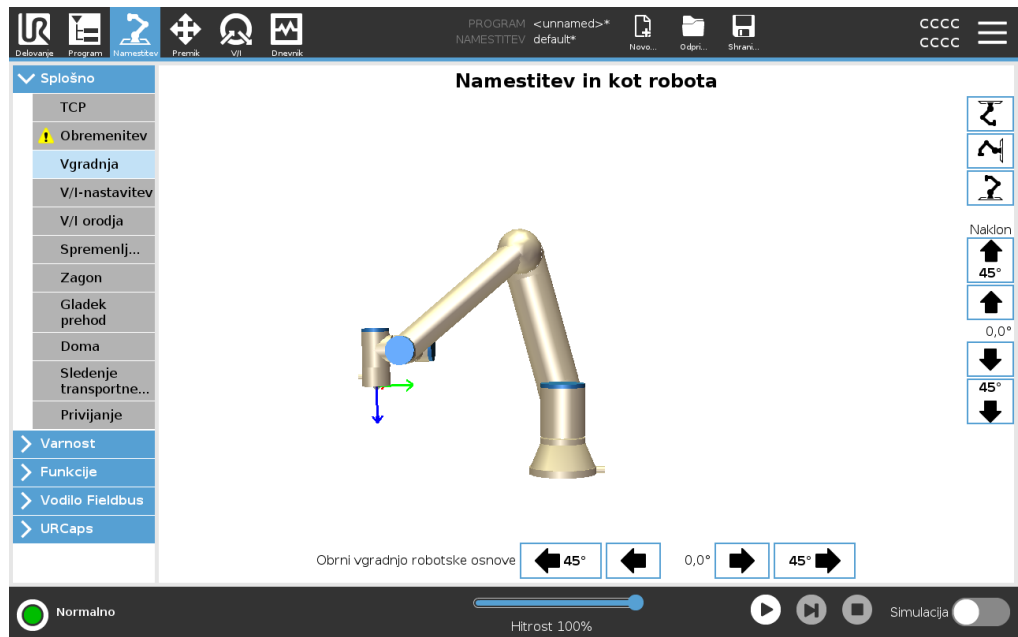 UR
Delovanje
Program
Namestitev
Premik
V/I
Dnevnik
PROGRAM <unnamed>*
NAMESTITEV default*
Novo...
Odpri...
Shrani...
cccc
cccc
Splošno
TCP
Obremenitev
Vgradnja
V/I-nastavitev
V/I orodja
Spremenlj...
Zagon
Gladek
prehod
Doma
Sledenje
transportne...
Privijanje
Varnost
Funkcije
Vodilo Fieldbus
URCaps
Namestitev in kot robota
Naklon
45°
0,0°
45°
Obrni vgradnjo robotske osnove
45°
0,0°
45°
Normalno
Hitrost 100%
Simulacija